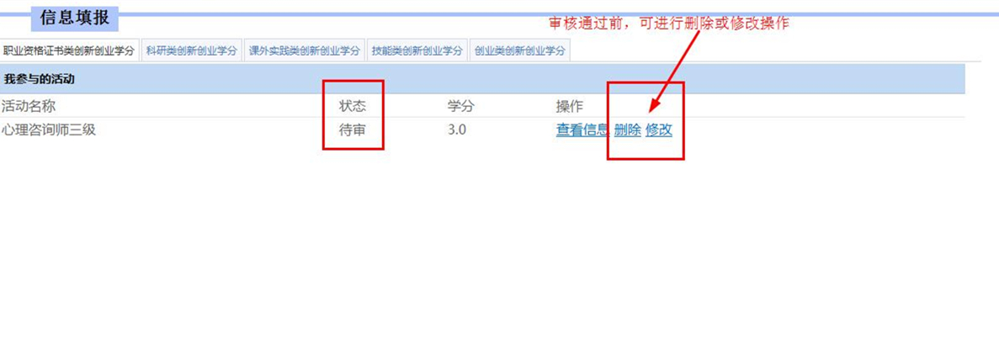 信息填报
审核通过前，可进行删除或修改操作
职业资格证书类创新创业学分 科研类创新创业学分 课外实践类创新创业学分 技能类创新创业学分 创业类创新创业学分
我参与的活动
活动名称 状态 学分 操作
心理咨询师三级 待审 3.0 查看信息 删除 修改